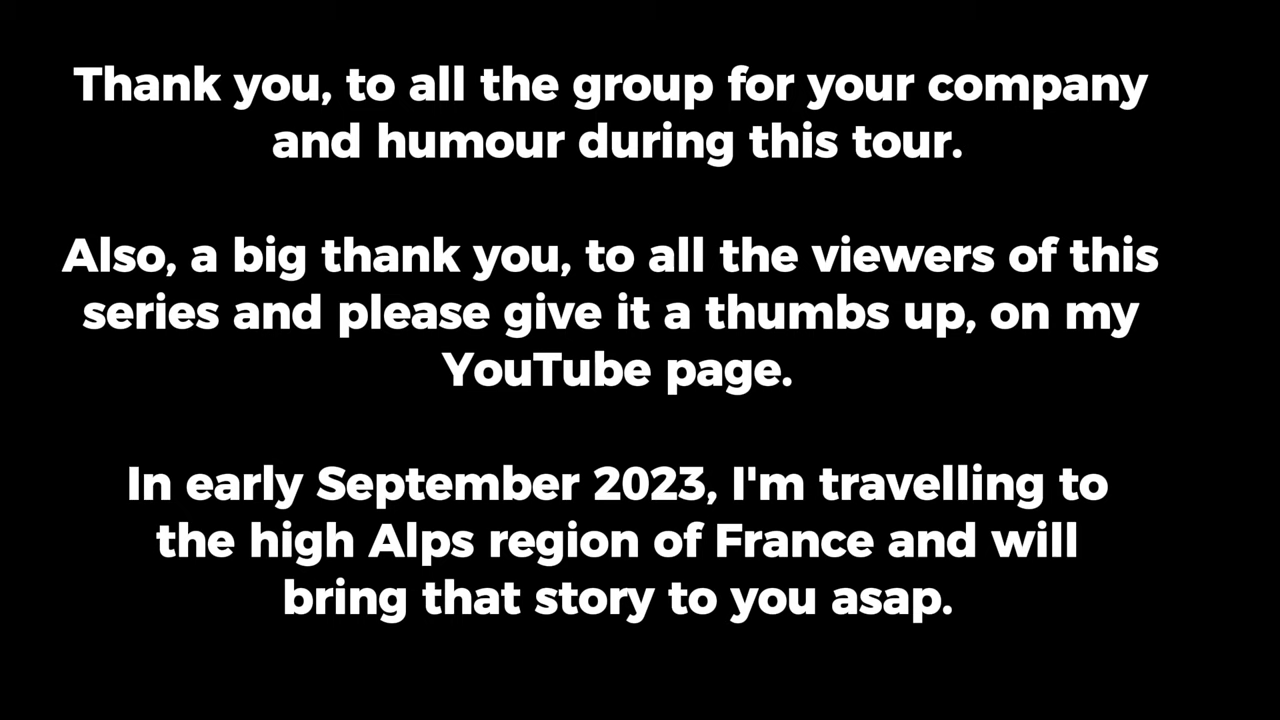 Thank you, to all the group for your company
and humour during this tour.
Also, a big thank you, to all the viewers of this
series and please give it a thumbs up, on my
YouTube page.
In early September 2023, I'm travelling to
the high Alps region of France and will
bring that story to you asap.